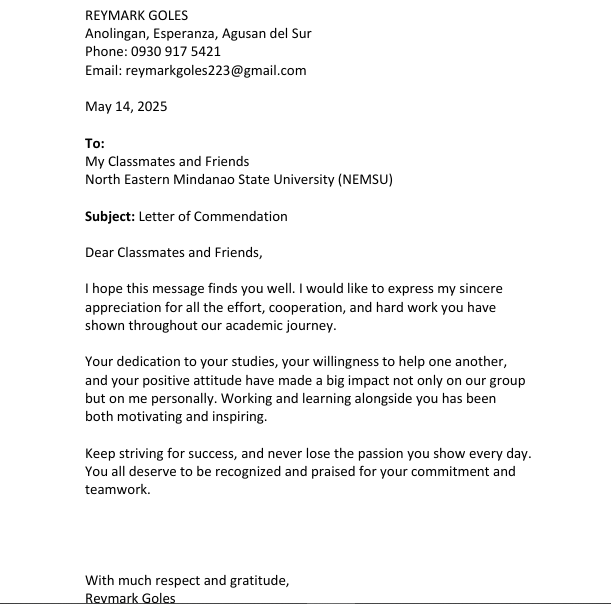 REYMARK GOLES
Anolingan, Esperanza, Agusan del Sur
Phone: 0930 917 5421
Email: reymarkgoles223@gmail.com
May 14, 2025
To:
My Classmates and Friends
North Eastern Mindanao State University (NEMSU)
Subject: Letter of Commendation
Dear Classmates and Friends,
I hope this message finds you well. I would like to express my sincere
appreciation for all the effort, cooperation, and hard work you have
shown throughout our academic journey.
Your dedication to your studies, your willingness to help one another,
and your positive attitude have made a big impact not only on our group
but on me personally. Working and learning alongside you has been
both motivating and inspiring.
Keep striving for success, and never lose the passion you show every day.
You all deserve to be recognized and praised for your commitment and
teamwork.
With much respect and gratitude,
Reymark Goles